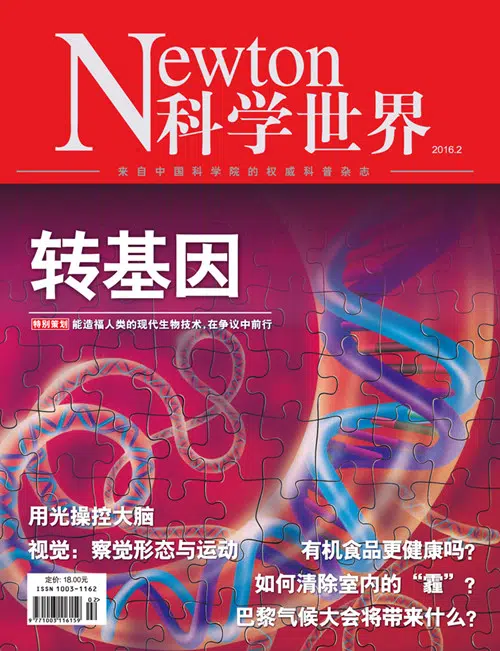 Newton
科学世界
2016.2
来自中国科学院的权威科普杂志
转基因
特别策划 能造福人类的现代生物技术，在争议中前行
用光操控大脑
视觉：察觉形态与运动
有机食品更健康吗？
如何清除室内的“霾”？
巴黎气候大会将带来什么？
定价: 18.00元
ISSN 1003-1162
02>
9 771003 116159